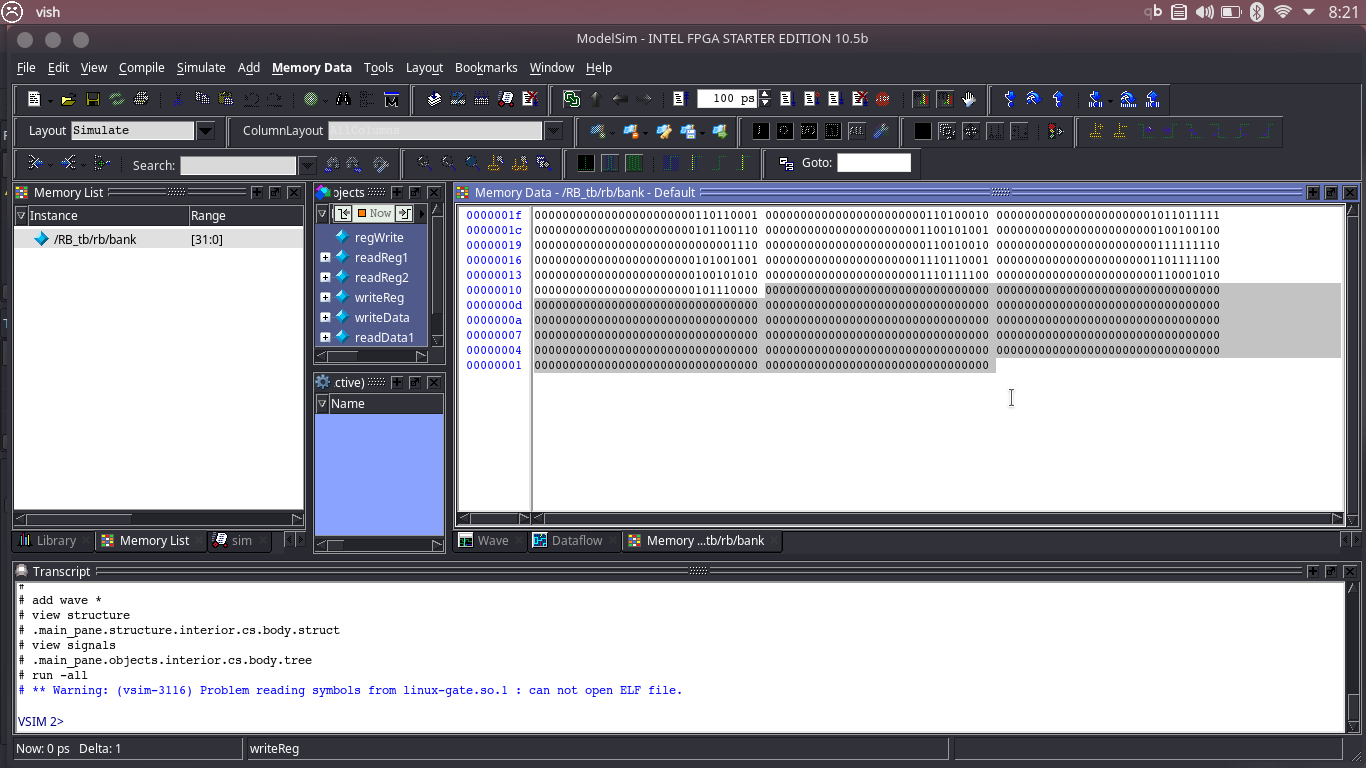 vish
qb 8:21
ModelSim - INTEL FPGA STARTER EDITION 10.5b
File Edit View Compile Simulate Add Memory Data Tools Layout Bookmarks Window Help
100 ps
Layout Simulate ColumnLayout AllColumns
Search: Goto:
Memory List
Instance Range
/RB_tb/rb/bank [31:0]
bjects
Now
regWrite
readReg1
readReg2
writeReg
writeData
readData1
ctive)
Name
Memory Data - /RB_tb/rb/bank - Default
0000001f 00000000000000000000000110110001 00000000000000000000000110100010 00000000000000000000001011011111
0000001c 00000000000000000000000101100110 00000000000000000000001100101001 00000000000000000000000100100100
00000019 00000000000000000000000000001110 00000000000000000000000110010010 00000000000000000000000111111110
00000016 00000000000000000000000101001001 00000000000000000000001110110001 00000000000000000000001101111100
00000013 00000000000000000000000100101010 00000000000000000000001110111100 00000000000000000000000110001010
00000010 00000000000000000000000101110000 00000000000000000000000000000000 00000000000000000000000000000000
0000000d 00000000000000000000000000000000 00000000000000000000000000000000 00000000000000000000000000000000
0000000a 00000000000000000000000000000000 00000000000000000000000000000000 00000000000000000000000000000000
00000007 00000000000000000000000000000000 00000000000000000000000000000000 00000000000000000000000000000000
00000004 00000000000000000000000000000000 00000000000000000000000000000000 00000000000000000000000000000000
00000001 00000000000000000000000000000000 00000000000000000000000000000000
Library Memory List sim
Wave Dataflow Memory ...tb/rb/bank
Transcript
#
# add wave *
# view structure
# .main_pane.structure.interior.cs.body.struct
# view signals
# .main_pane.objects.interior.cs.body.tree
# run -all
# ** Warning: (vsim-3116) Problem reading symbols from linux-gate.so.1 : can not open ELF file.
VSIM 2>
Now: 0 ps Delta: 1 writeReg